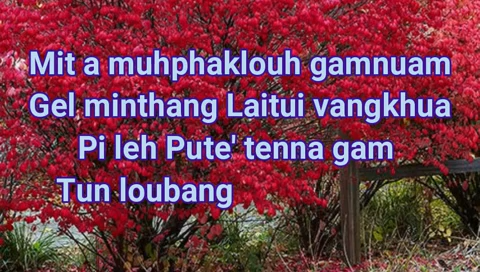 Mit a muhphaklouh gamnuam
Gel minthang Laitui vangkhua
Pi leh Pute' tenna gam
Tun loubang